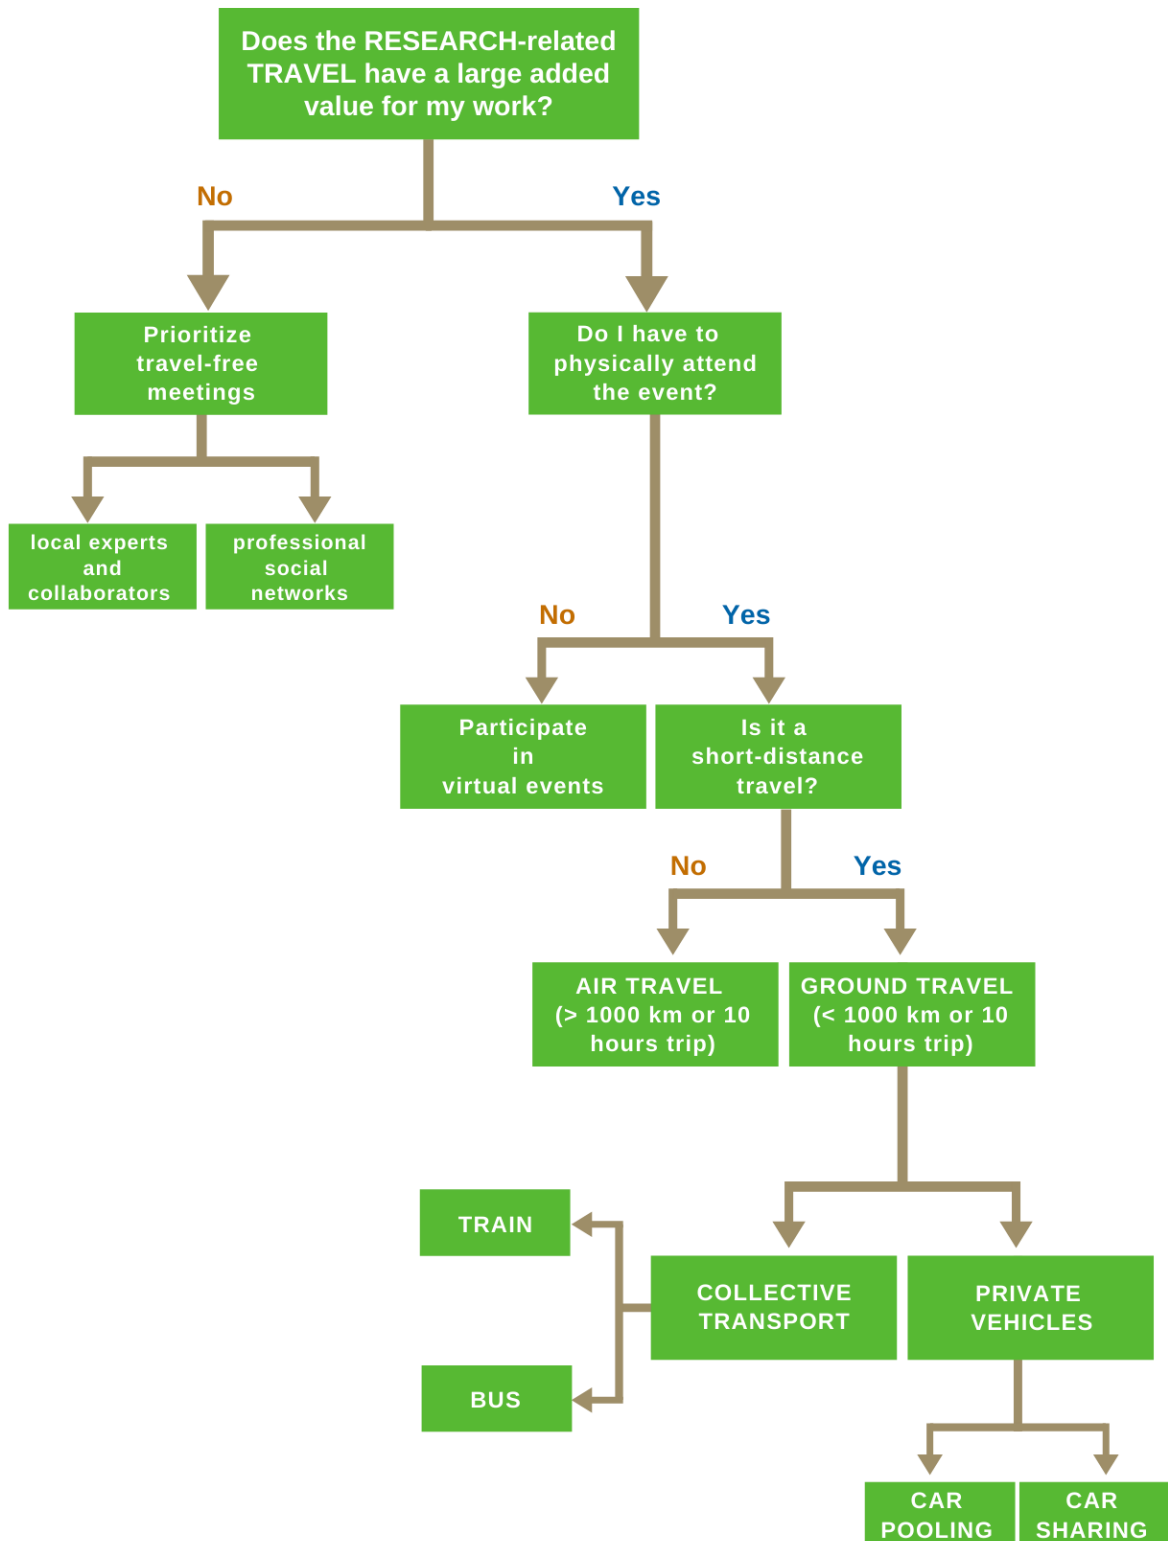 Does the RESEARCH-related
TRAVEL have a large added
value for my work?
No
Yes
Prioritize
travel-free
meetings
Do I have to
physically attend
the event?
local experts
and
collaborators
professional
social
networks
No
Yes
Participate
in
virtual events
Is it a
short-distance
travel?
No
Yes
AIR TRAVEL
(> 1000 km or 10
hours trip)
GROUND TRAVEL
(< 1000 km or 10
hours trip)
TRAIN
COLLECTIVE
TRANSPORT
PRIVATE
VEHICLES
BUS
CAR
POOLING
CAR
SHARING